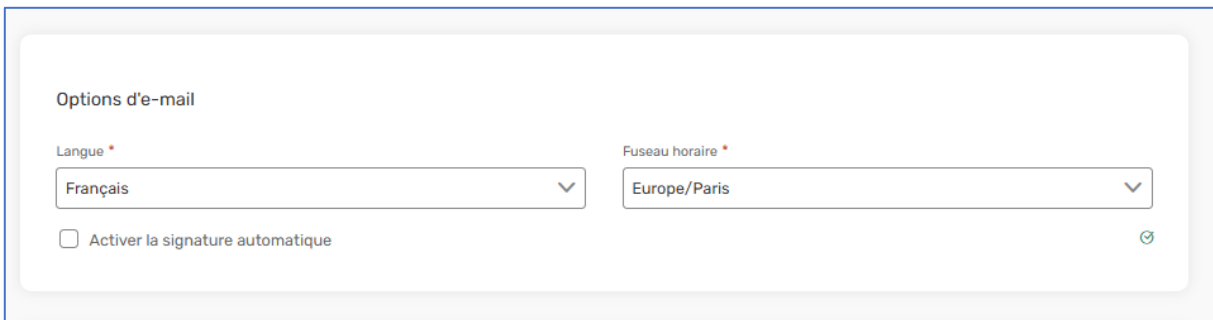 Options d'e-mail
Langue *
Fuseau horaire *
Français
Europe/Paris
Activer la signature automatique